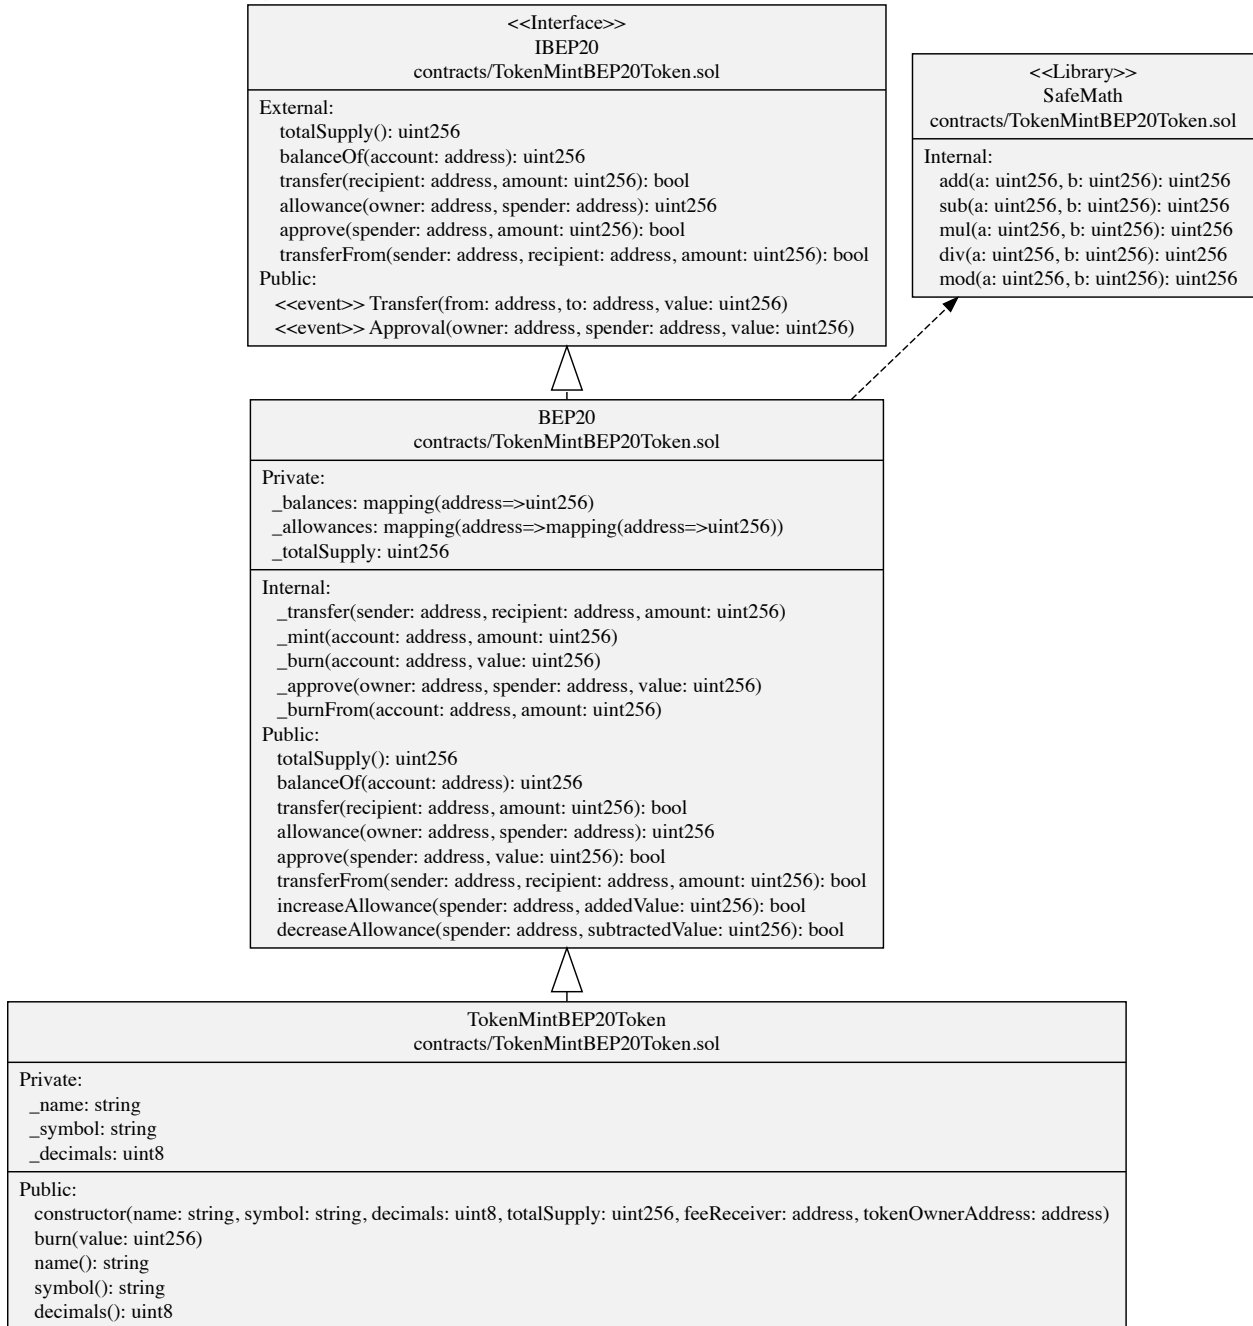 <<Interface>>
IBEP20
contracts/TokenMintBEP20Token.sol
External:
totalSupply(): uint256
balanceOf(account: address): uint256
transfer(recipient: address, amount: uint256): bool
allowance(owner: address, spender: address): uint256
approve(spender: address, amount: uint256): bool
transferFrom(sender: address, recipient: address, amount: uint256): bool
Public:
<<event>> Transfer(from: address, to: address, value: uint256)
<<event>> Approval(owner: address, spender: address, value: uint256)
<<Library>>
SafeMath
contracts/TokenMintBEP20Token.sol
Internal:
add(a: uint256, b: uint256): uint256
sub(a: uint256, b: uint256): uint256
mul(a: uint256, b: uint256): uint256
div(a: uint256, b: uint256): uint256
mod(a: uint256, b: uint256): uint256
BEP20
contracts/TokenMintBEP20Token.sol
Private:
_balances: mapping(address=>uint256)
_allowances: mapping(address=>mapping(address=>uint256))
_totalSupply: uint256
Internal:
_transfer(sender: address, recipient: address, amount: uint256)
_mint(account: address, amount: uint256)
_burn(account: address, value: uint256)
_approve(owner: address, spender: address, value: uint256)
_burnFrom(account: address, amount: uint256)
Public:
totalSupply(): uint256
balanceOf(account: address): uint256
transfer(recipient: address, amount: uint256): bool
allowance(owner: address, spender: address): uint256
approve(spender: address, value: uint256): bool
transferFrom(sender: address, recipient: address, amount: uint256): bool
increaseAllowance(spender: address, addedValue: uint256): bool
decreaseAllowance(spender: address, subtractedValue: uint256): bool
TokenMintBEP20Token
contracts/TokenMintBEP20Token.sol
Private:
_name: string
_symbol: string
_decimals: uint8
Public:
constructor(name: string, symbol: string, decimals: uint8, totalSupply: uint256, feeReceiver: address, tokenOwnerAddress: address)
burn(value: uint256)
name(): string
symbol(): string
decimals(): uint8